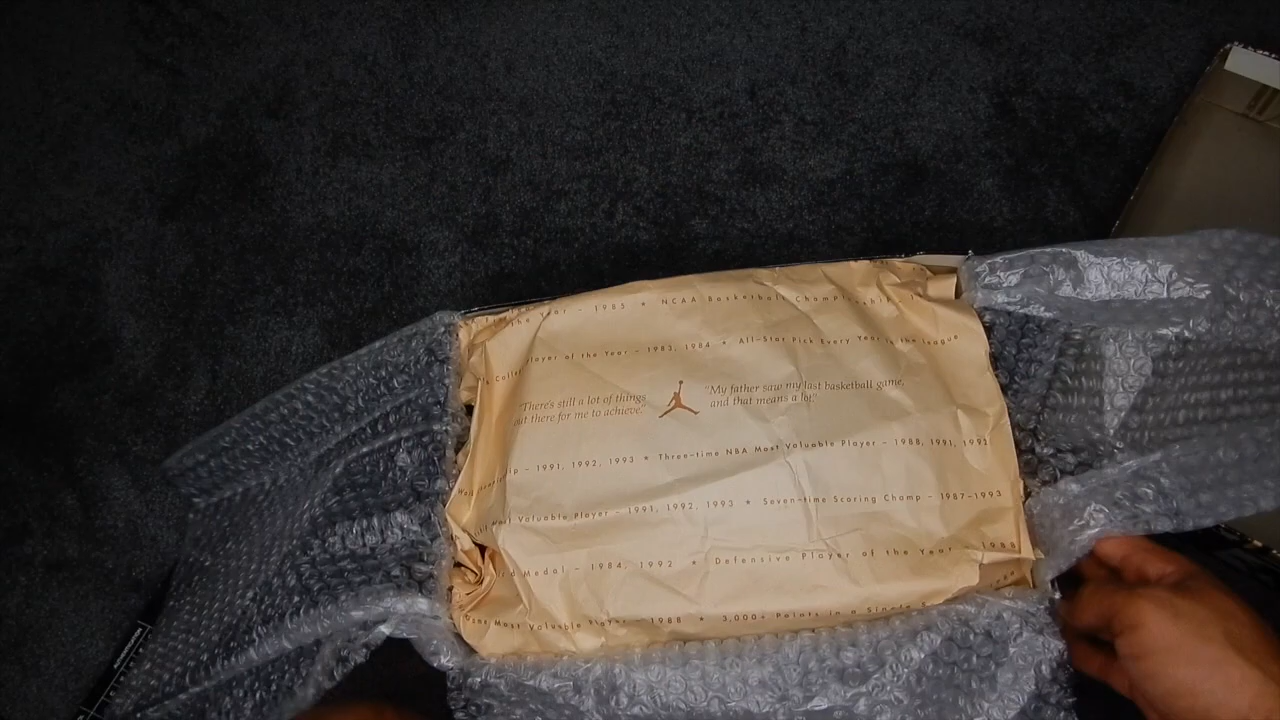 the Year - 1985 * NCAA Basketball Championship
Player of the Year - 1983, 1984 * All-Star Pick Every Year in the league
"There's still a lot of things
out there for me to achieve."
"My father saw my last basketball game,
and that means a lot."
- 1991, 1992, 1993 * Three-time NBA Most Valuable Player - 1988, 1991, 1992
Most Valuable Player - 1991, 1992, 1993 * Seven-time Scoring Champ - 1987-1993
Medal - 1984, 1992 * Defensive Player of the Year - 1988
Game Most Valuable Player - 1988 * 3,000+ Points in a Single